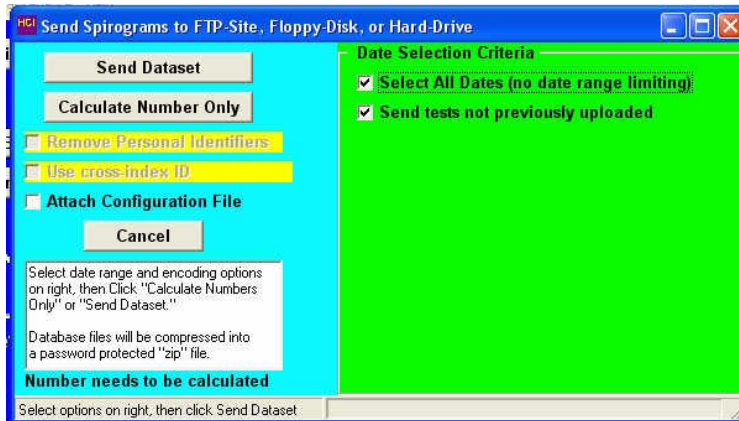 HCI Send Spirograms to FTP-Site, Floppy-Disk, or Hard-Drive
Send Dataset
Calculate Number Only
Remove Personal Identifiers
Use cross-index ID
Attach Configuration File
Cancel
Select date range and encoding options
on right, then Click "Calculate Numbers
Only" or "Send Dataset."
Database files will be compressed into
a password protected "zip" file.
Number needs to be calculated
Select options on right, then click Send Dataset
Date Selection Criteria
Select All Dates (no date range limiting)
Send tests not previously uploaded